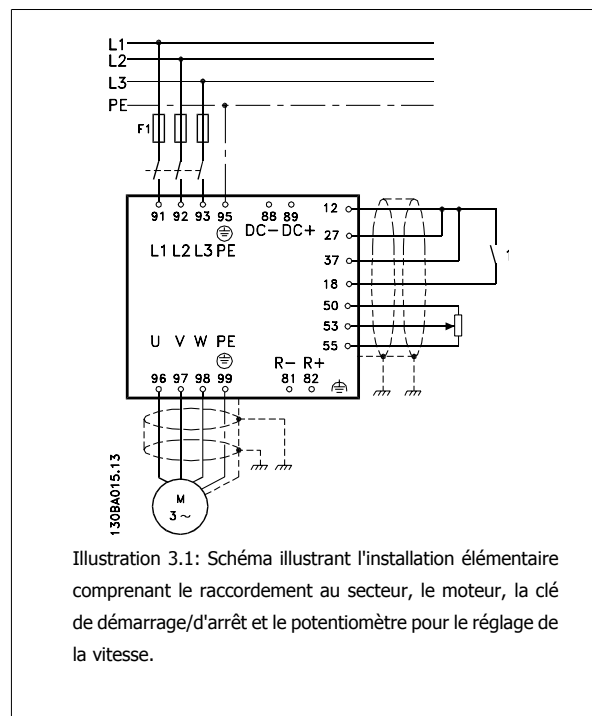 L1
L2
L3
PE
F1
91 92 93 95 88 89 12
DC- DC+
L1 L2 L3 PE
27
37
18
50
53
55
U V W PE
R- R+
96 97 98 99 81 82
M
3~
130BA015.13
Illustration 3.1: Schéma illustrant l'installation élémentaire
comprenant le raccordement au secteur, le moteur, la clé
de démarrage/d'arrêt et le potentiomètre pour le réglage de
la vitesse.